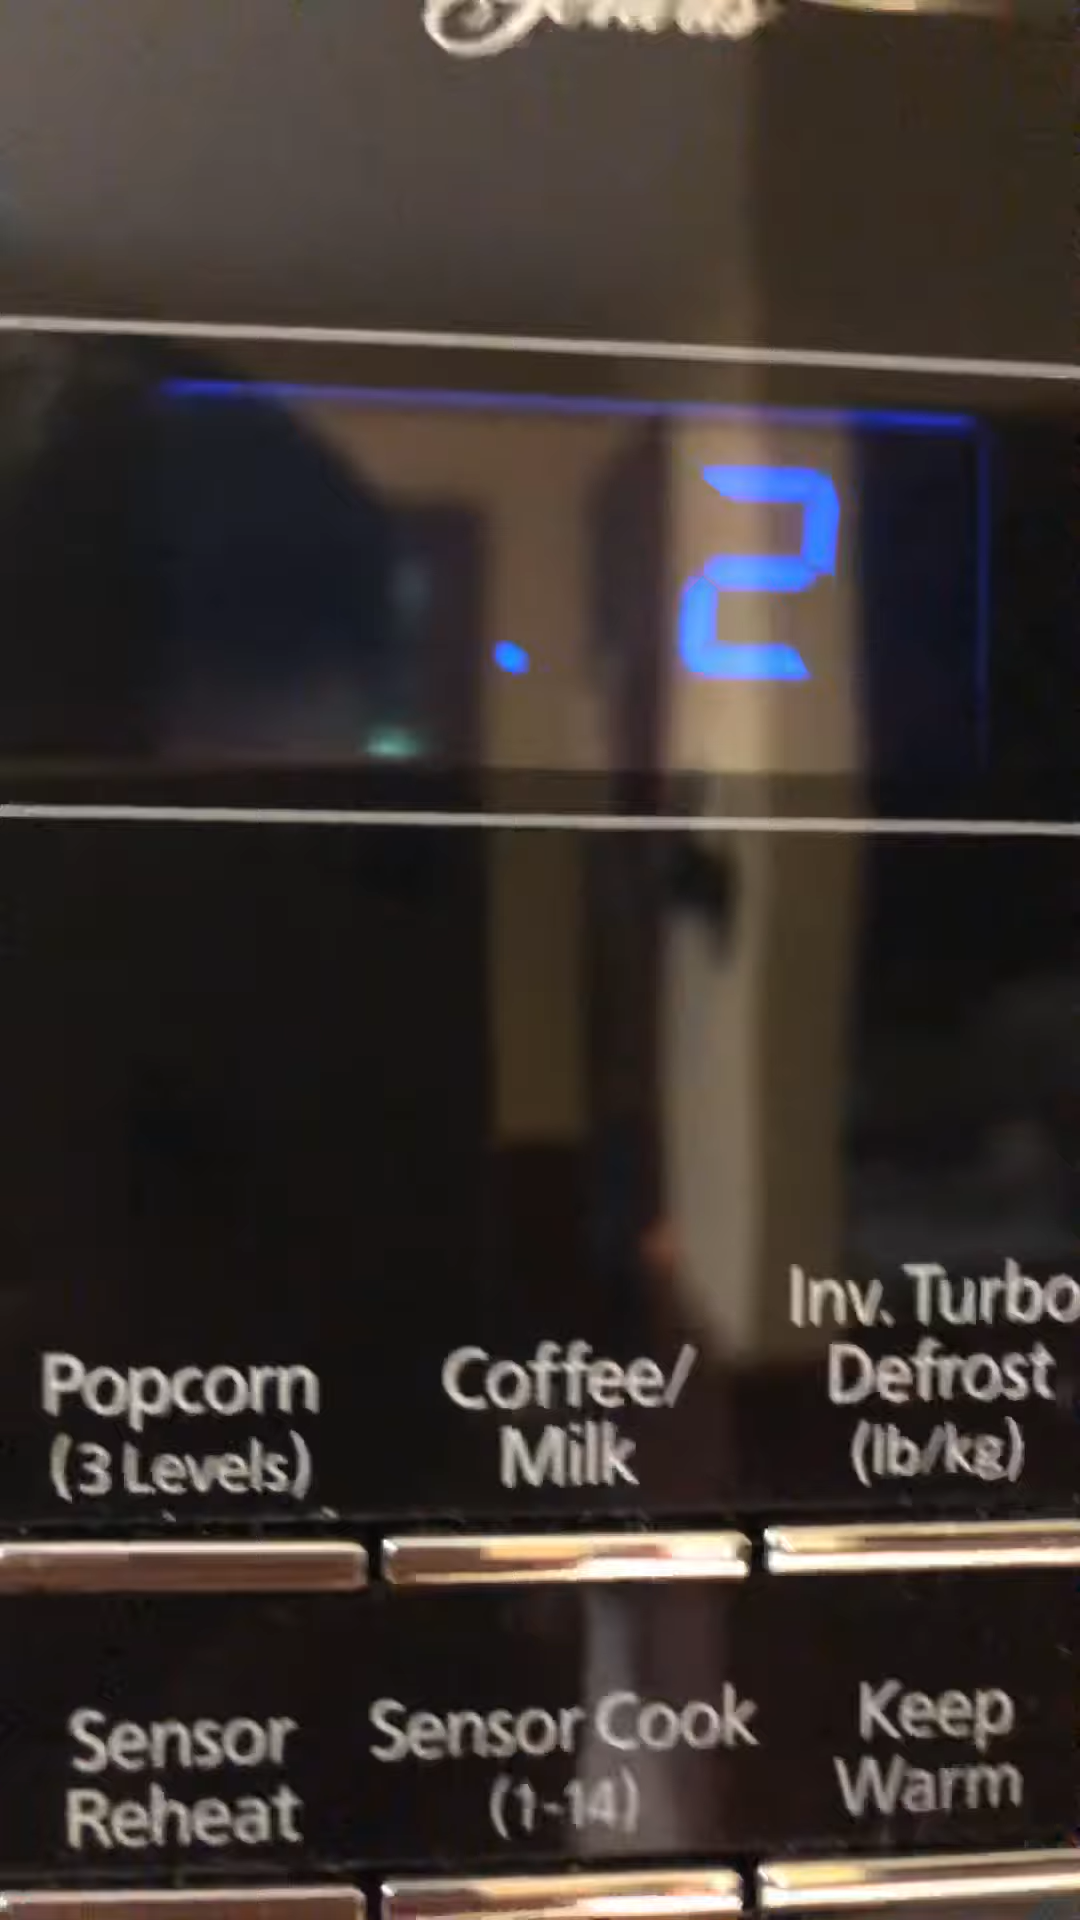 Genius
. 2
Popcorn
(3 Levels)
Coffee/
Milk
Inv. Turbo
Defrost
(lb/kg)
Sensor
Reheat
Sensor Cook
(1-14)
Keep
Warm